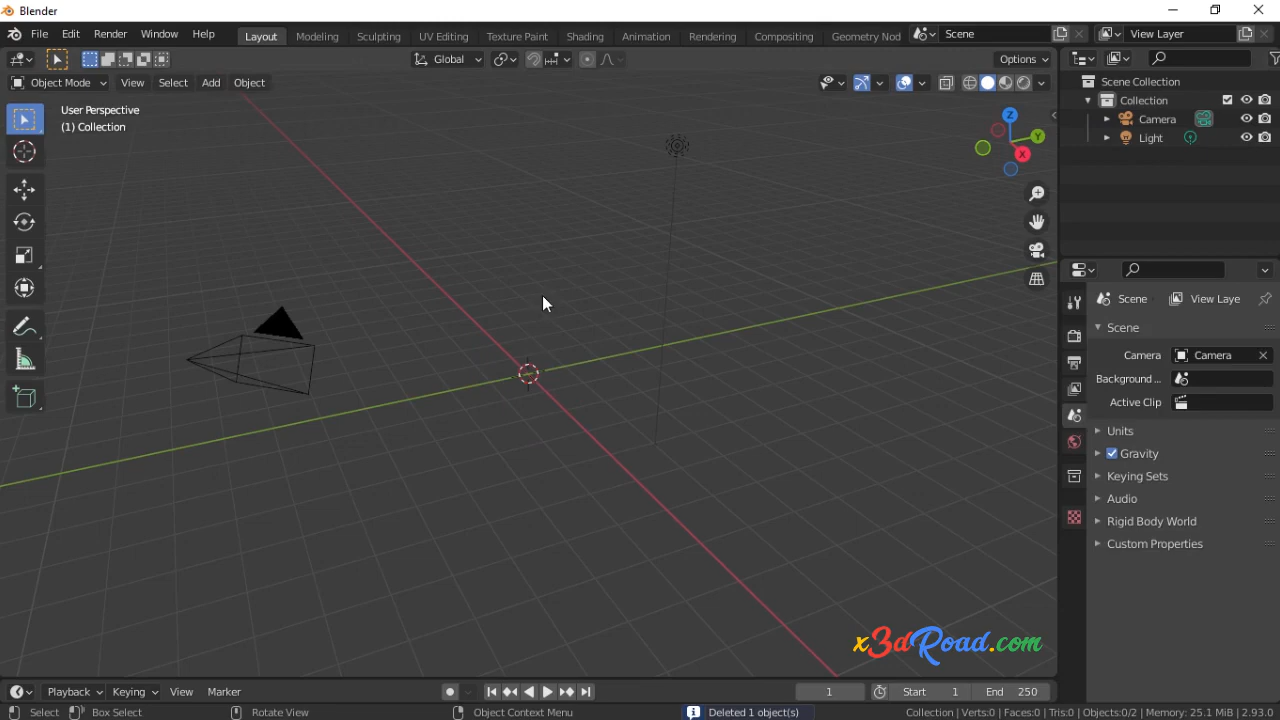 Blender
File Edit Render Window Help Layout Modeling Sculpting UV Editing Texture Paint Shading Animation Rendering Compositing Geometry Nod Scene View Layer
Global Options
Object Mode View Select Add Object
User Perspective
(1) Collection
Z
Y
X
Scene Collection
Collection
Camera
Light
Scene View Laye
Scene
Camera Camera
Background ...
Active Clip
Units
Gravity
Keying Sets
Audio
Rigid Body World
Custom Properties
x3dRoad.com
Playback Keying View Marker 1 Start 1 End 250
Select Box Select Rotate View Object Context Menu Deleted 1 object(s) Collection | Verts:0 | Faces:0 | Tris:0 | Objects:0/2 | Memory: 25.1 MiB | 2.93.0